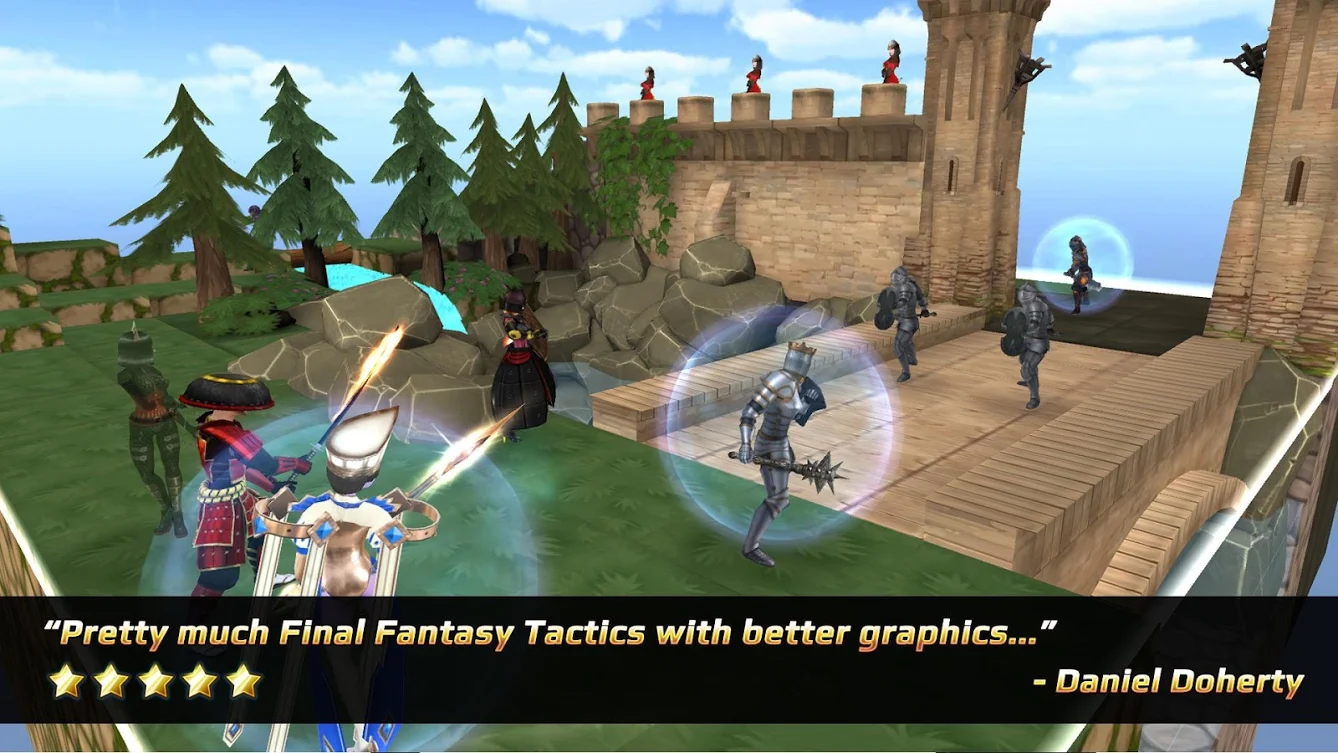 “Pretty much Final Fantasy Tactics with better graphics...”
- Daniel Doherty